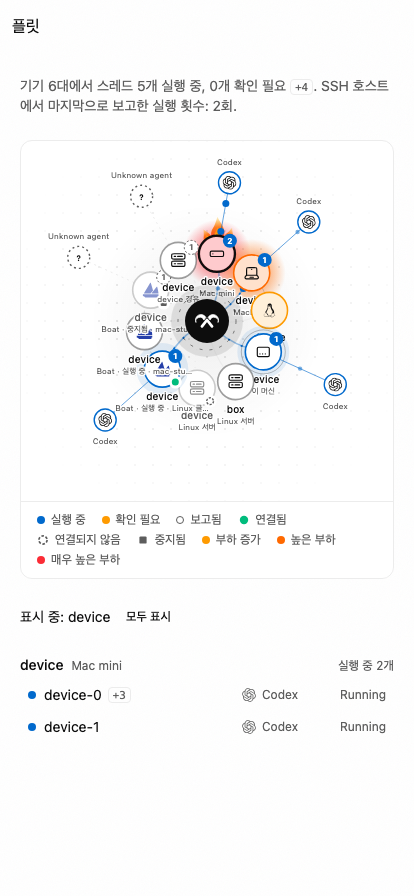 플릿
기기 6대에서 스레드 5개 실행 중, 0개 확인 필요 +4. SSH 호스트
에서 마지막으로 보고한 실행 횟수: 2회.
Codex
Unknown agent
?
Codex
Unknown agent
?
2
1
1
1
device
Mac mini
device
device
1
device
Boat · 중지됨
1
device
Boat · 실행 중 · mac-stu...
device
Boat · 실행 중 · Linux
device
Linux 서버
box
Linux 서버
Codex
Codex
실행 중
확인 필요
보고됨
연결됨
연결되지 않음
중지됨
부하 증가
높은 부하
매우 높은 부하
표시 중: device 모두 표시
device Mac mini 실행 중 2개
device-0 +3 Codex Running
device-1 Codex Running